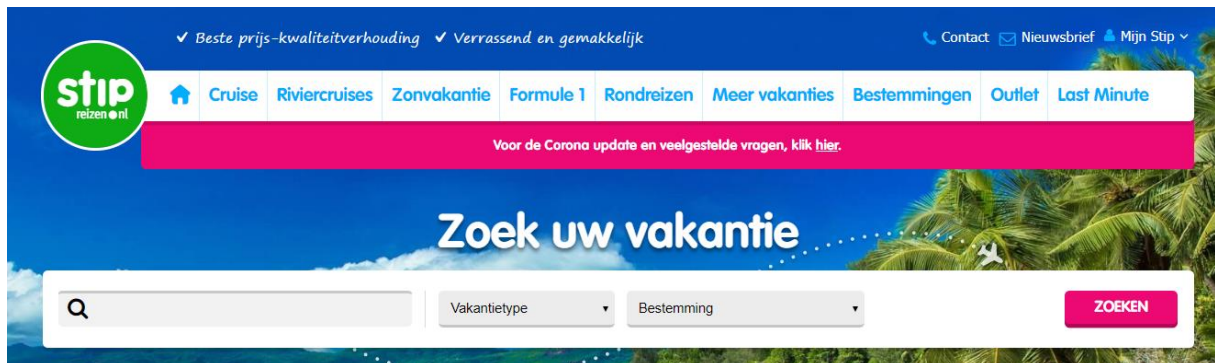 ✓ Beste prijs-kwaliteitverhouding ✓ Verrassend en gemakkelijk
Contact Nieuwsbrief Mijn Stip
stip
reizen nl
Cruise Riviercruises Zonvakantie Formule 1 Rondreizen Meer vakanties Bestemmingen Outlet Last Minute
Voor de Corona update en veelgestelde vragen, klik hier.
Zoek uw vakantie
Vakantietype Bestemming ZOEKEN